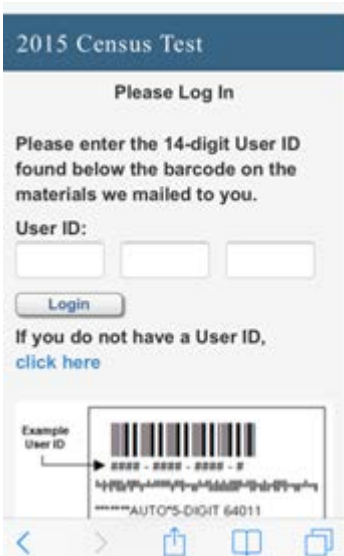 2015 Census Test
Please Log In
Please enter the 14-digit User ID
found below the barcode on the
materials we mailed to you.
User ID:
Login
If you do not have a User ID,
click here
Example
User ID
#### - #### - #### - #
AUTO**5-DIGIT 64011